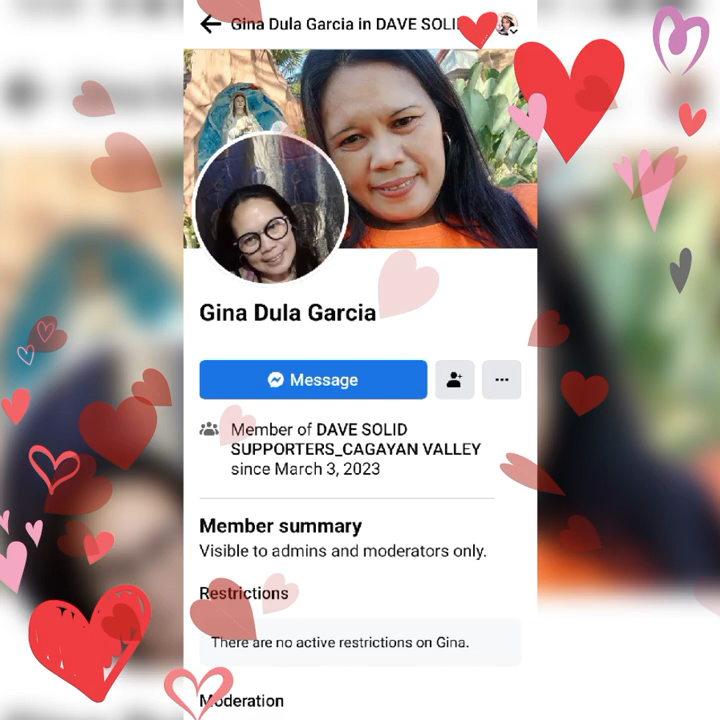 Gina Dula Garcia in DAVE SOLI
Gina Dula Garcia
Message
Member of DAVE SOLID
SUPPORTERS_CAGAYAN VALLEY
since March 3, 2023
Member summary
Visible to admins and moderators only.
Restrictions
There are no active restrictions on Gina.
Moderation